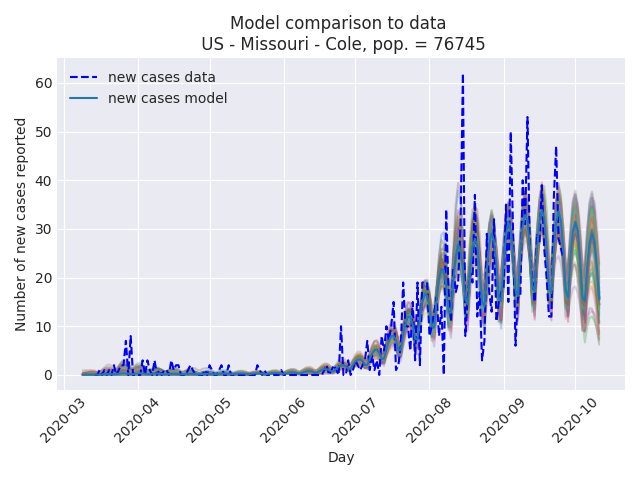 Model comparison to data
US - Missouri - Cole, pop. = 76745
new cases data
new cases model
Number of new cases reported
60
50
40
30
20
10
0
2020-03
2020-04
2020-05
2020-06
2020-07
2020-08
2020-09
2020-10
Day